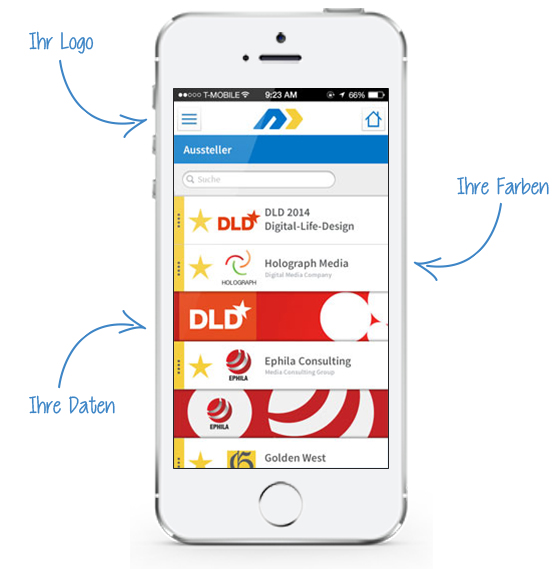 Ihr Logo
T-MOBILE 9:23 AM 66%
Aussteller
Suche
Ihre Farben
DLD DLD 2014
Digital-Life-Design
HOLOGRAPH Holograph Media
Digital Media Company
DLD
EPHILA Ephila Consulting
Media Consulting Group
EPHILA
Ihre Daten
G Golden West